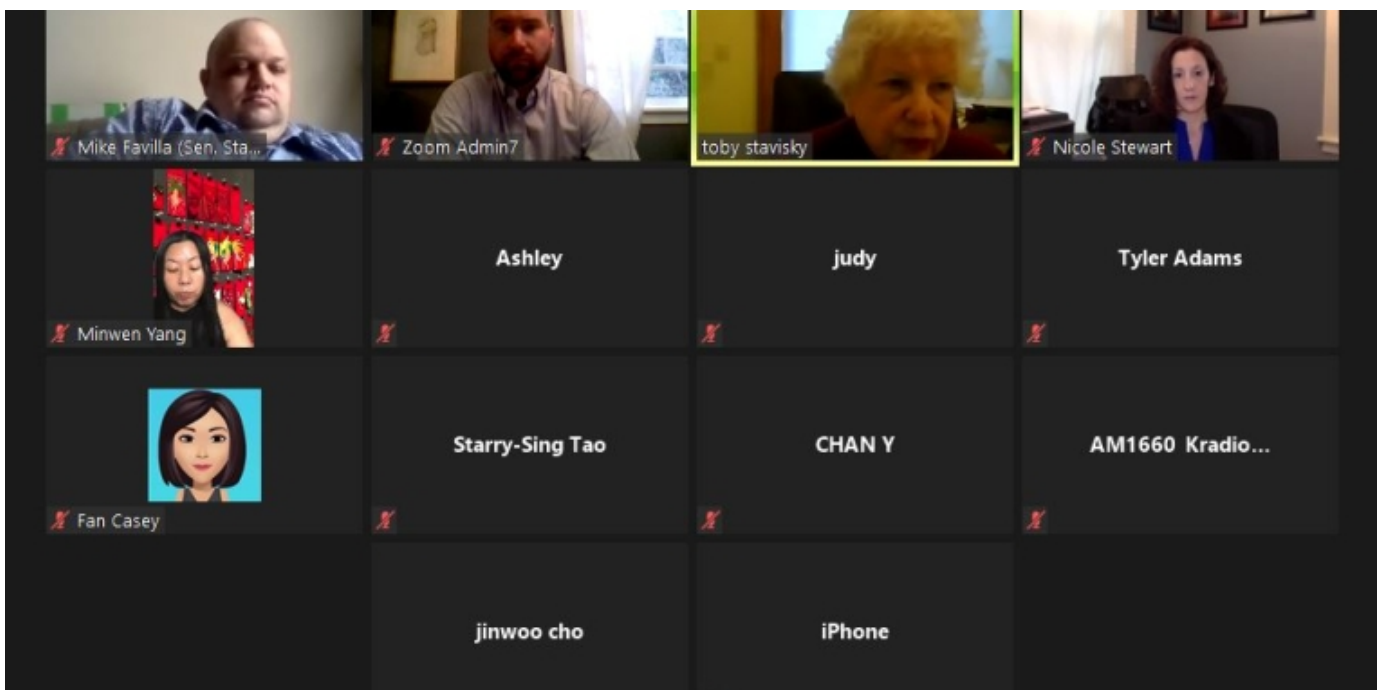 Mike Favilla (Sen. Sta...
Zoom Admin7
toby stavisky
Nicole Stewart
Minwen Yang
Ashley
judy
Tyler Adams
Fan Casey
Starry-Sing Tao
CHAN Y
AM1660 Kradio...
jinwoo cho
iPhone